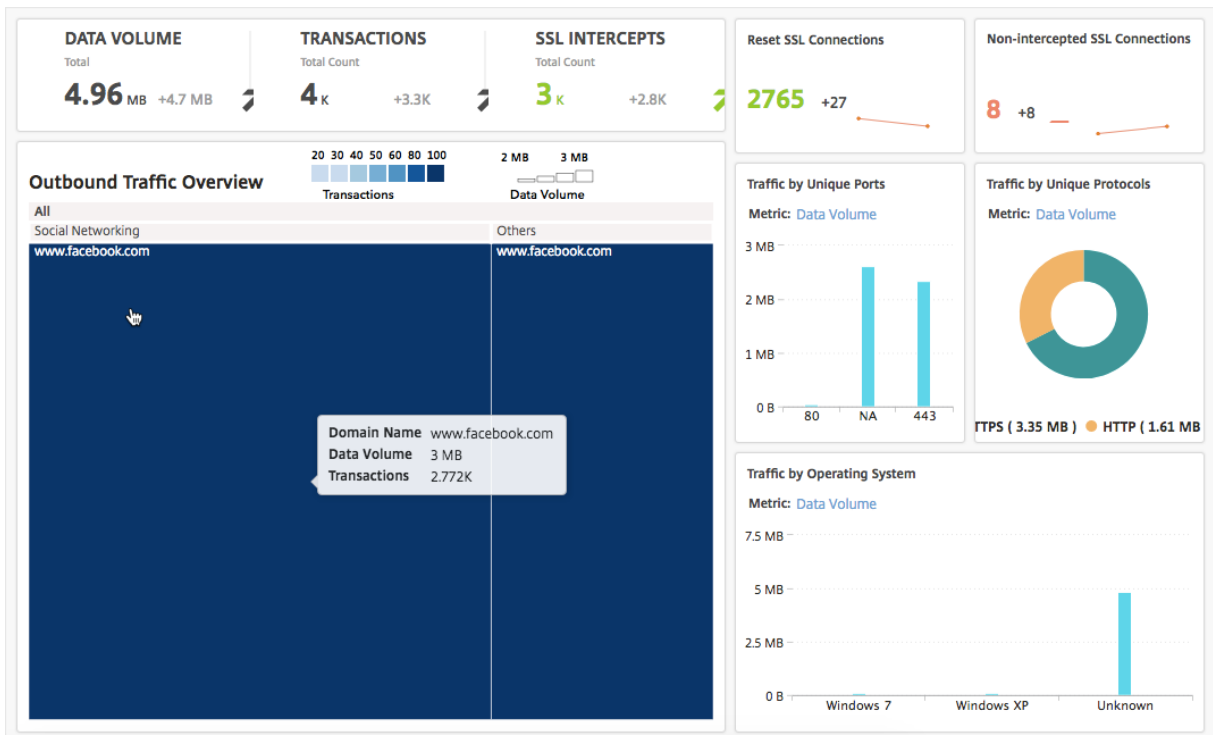 DATA VOLUME
Total
4.96 MB +4.7 MB
TRANSACTIONS
Total Count
4 K +3.3K
SSL INTERCEPTS
Total Count
3 K +2.8K
Reset SSL Connections
2765 +27
Non-intercepted SSL Connections
8 +8
Outbound Traffic Overview
20 30 40 50 60 80 100
Transactions
2 MB 3 MB
Data Volume
All
Social Networking Others
www.facebook.com www.facebook.com
Domain Name www.facebook.com
Data Volume 3 MB
Transactions 2.772K
Traffic by Unique Ports
Metric: Data Volume
3 MB
2 MB
1 MB
0 B
80 NA 443
Traffic by Unique Protocols
Metric: Data Volume
TTPS ( 3.35 MB ) HTTP ( 1.61 MB
Traffic by Operating System
Metric: Data Volume
7.5 MB
5 MB
2.5 MB
0 B
Windows 7 Windows XP Unknown